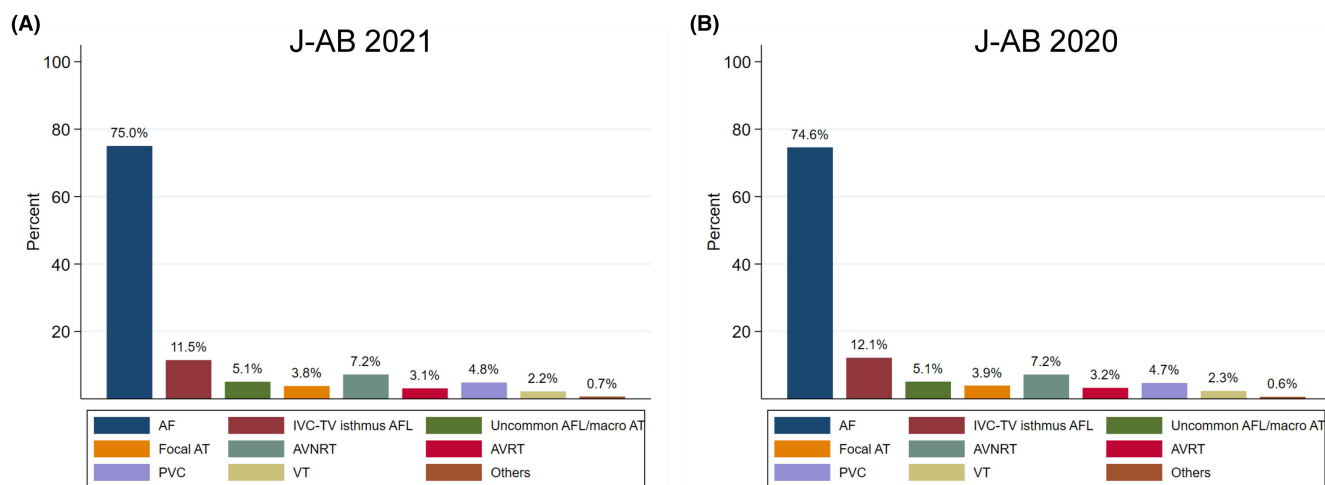 (A)
J-AB 2021
Percent
100
80
60
40
20
75.0%
11.5%
5.1%
3.8%
7.2%
3.1%
4.8%
2.2%
0.7%
AF
IVC-TV isthmus AFL
Uncommon AFL/macro AT
Focal AT
AVNRT
AVRT
PVC
VT
Others
(B)
J-AB 2020
Percent
100
80
60
40
20
74.6%
12.1%
5.1%
3.9%
7.2%
3.2%
4.7%
2.3%
0.6%
AF
IVC-TV isthmus AFL
Uncommon AFL/macro AT
Focal AT
AVNRT
AVRT
PVC
VT
Others